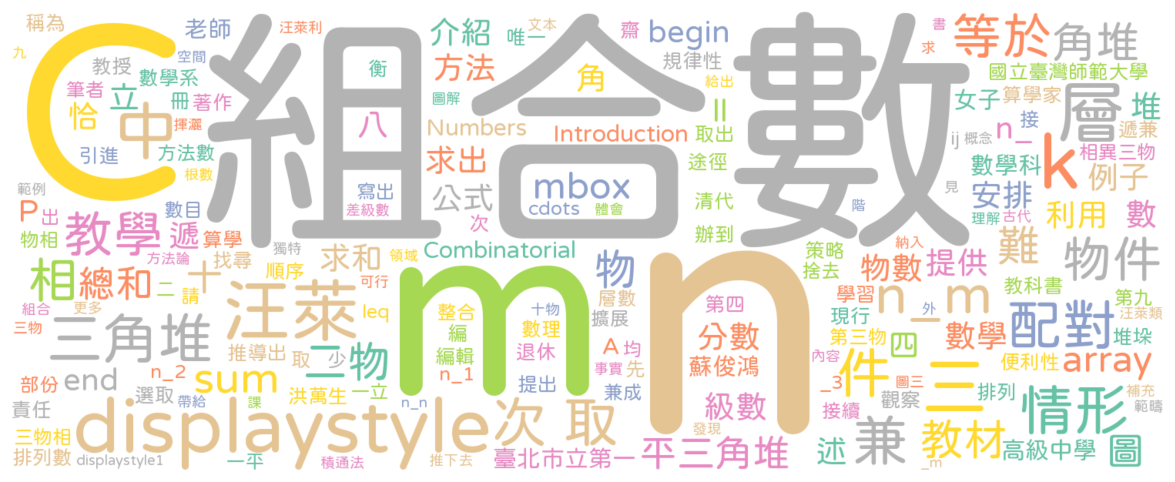 稱為 汪萊利 文本 老師 介紹 唯一 齋 begin 書 等於 角堆
九 空間 衡 規律性 求
教授 數學系 方法 角 給出 國立臺灣師範大學
C 組合數
筆者 立 冊 著作 圖解 八 Numbers Introduction 取出 = 女子 算學家 層 堆
恰 中 揮灑 n_ 接 遞兼
引進 方法數 求出 途徑 ij 概念 相異三物
根數 mbox 數學科 k 例子
範例 寫出 公式 cdots 體會 清代 見 安排
P 出 數目 差級數 次 階 理解 古代 利用 數
物相 教學 遞 算學 辦到
方法論 獨特 求和 領域 Combinatorial 策略 納入 難 物件
相 總和 十 找尋 順序 物 可行 捨去 物數 提供
組合 更多 二 請 m n 層數 十物 第四 學習 n_m 外 教科書 第九
三物 三角堆 汪萊 leq 整合 擴展 現行 配對 汪萊類
推導出 取 少 二物 編 數理 分數 第三物 數學 堆垛
編輯 退休 A 均 內容 四 便利性
部份 end n_2 sum n_1 事實 先 蘇俊鴻 件 三 array
選取 帶給 洪萬生 一立 提出 兼成 _3 圖三 排列 補充
責任 課 n_n 級數 接續 觀察 情形 範疇
三物相 displaystyle 次 取 發現 兼 教材
排列數 displaystyle1 一平 積通法 推下去 臺北市立第一 平三角堆 述 _m 高級中學 圖